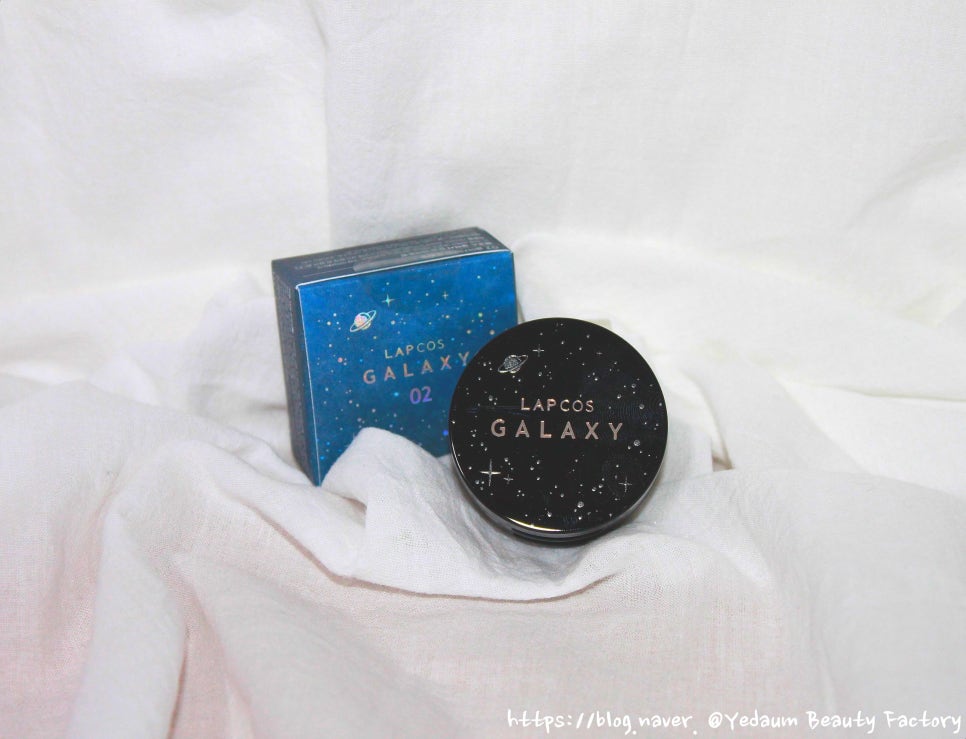 LAPCOS
GALAXY
02
LAPCOS
GALAXY
https://blog.naver. @Yedaum Beauty Factory